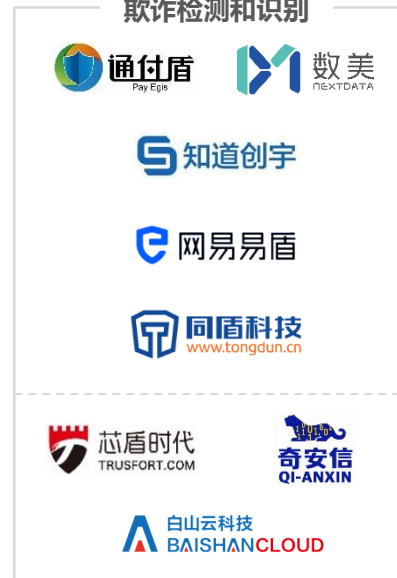 欺诈检测和识别
通付盾
Pay Egis
数美
NEXTDATA
知道创宇
网易易盾
同盾科技
www.tongdun.cn
芯盾时代
TRUSFORT.COM
奇安信
QI-ANXIN
白山云科技
BAISHANCLOUD